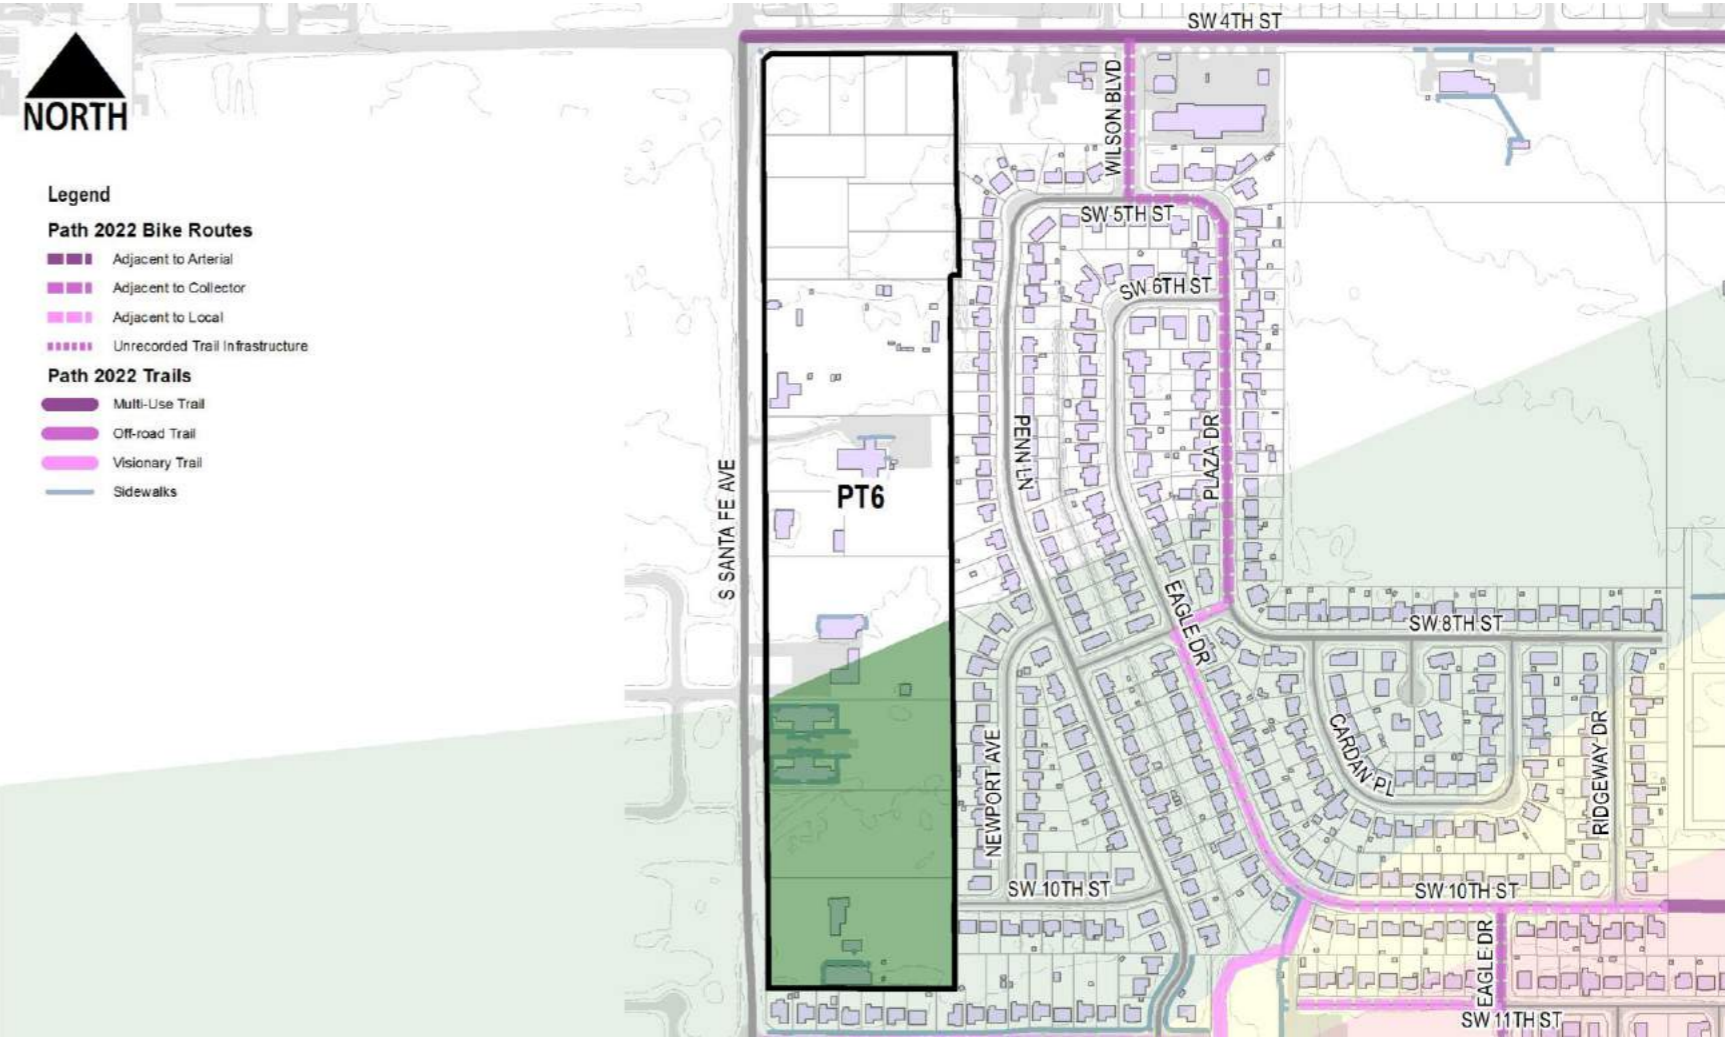 SW 4TH ST
NORTH
WILSON BLVD
Legend
Path 2022 Bike Routes
Adjacent to Arterial
Adjacent to Collector
Adjacent to Local
Unrecorded Trail Infrastructure
Path 2022 Trails
Multi-Use Trail
Off-road Trail
Visionary Trail
Sidewalks
SW 5TH ST
SW 6TH ST
PENN LN
PLAZA DR
S SANTA FE AVE
PT6
EAGLE DR
SW 8TH ST
NEWPORT AVE
CARDAN PL
RIDGEWAY DR
SW 10TH ST
SW 10TH ST
EAGLE DR
SW 11TH ST